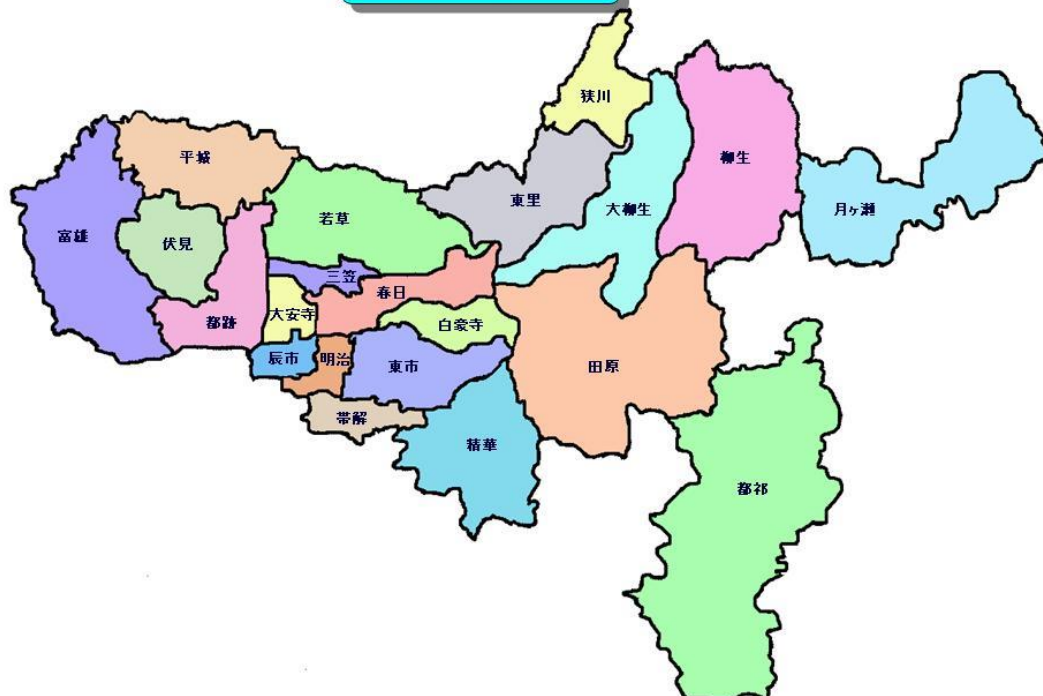 狭川
平城
柳生
東里
大柳生
月ヶ瀬
若草
富雄
伏見
三笠
春日
大安寺
都跡
白豪寺
辰市
明治
東市
田原
帯解
精華
都祁